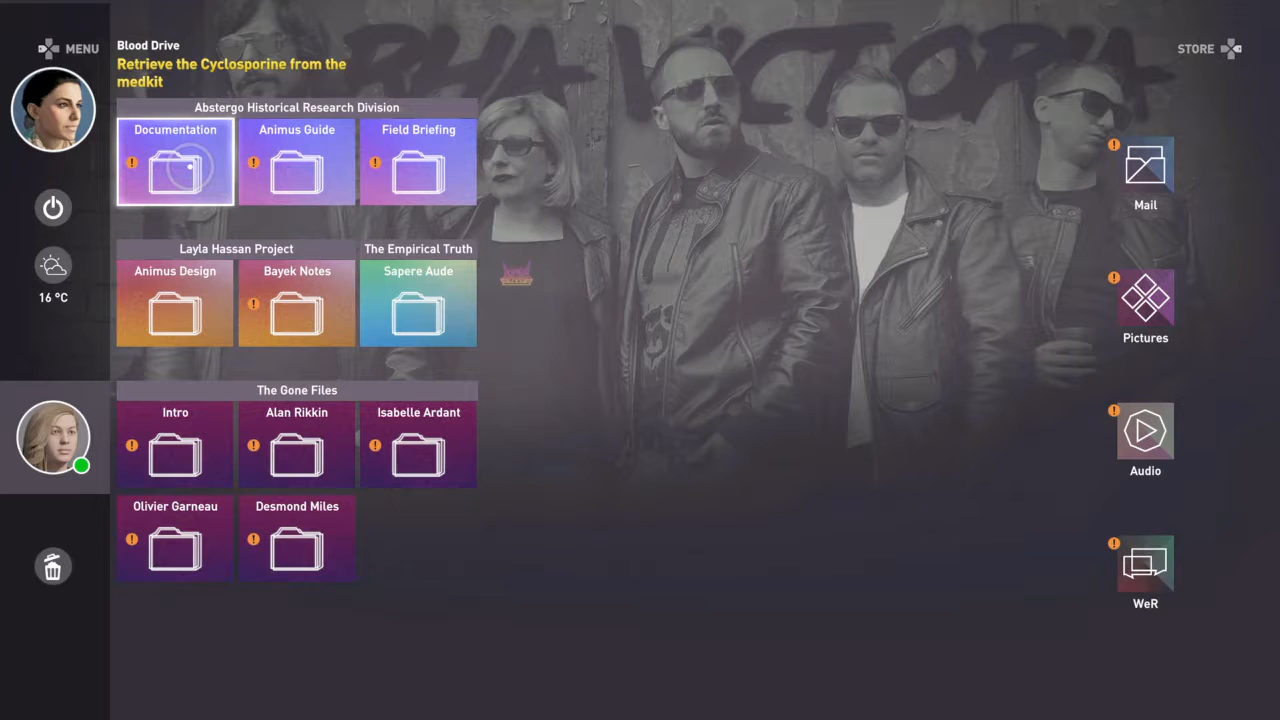 MENU
STORE
Blood Drive
Retrieve the Cyclosporine from the
medkit
Abstergo Historical Research Division
Documentation
Animus Guide
Field Briefing
Layla Hassan Project
The Empirical Truth
Animus Design
Bayek Notes
Sapere Aude
16 °C
The Gone Files
Intro
Alan Rikkin
Isabelle Ardant
Olivier Garneau
Desmond Miles
Mail
Pictures
Audio
WeR